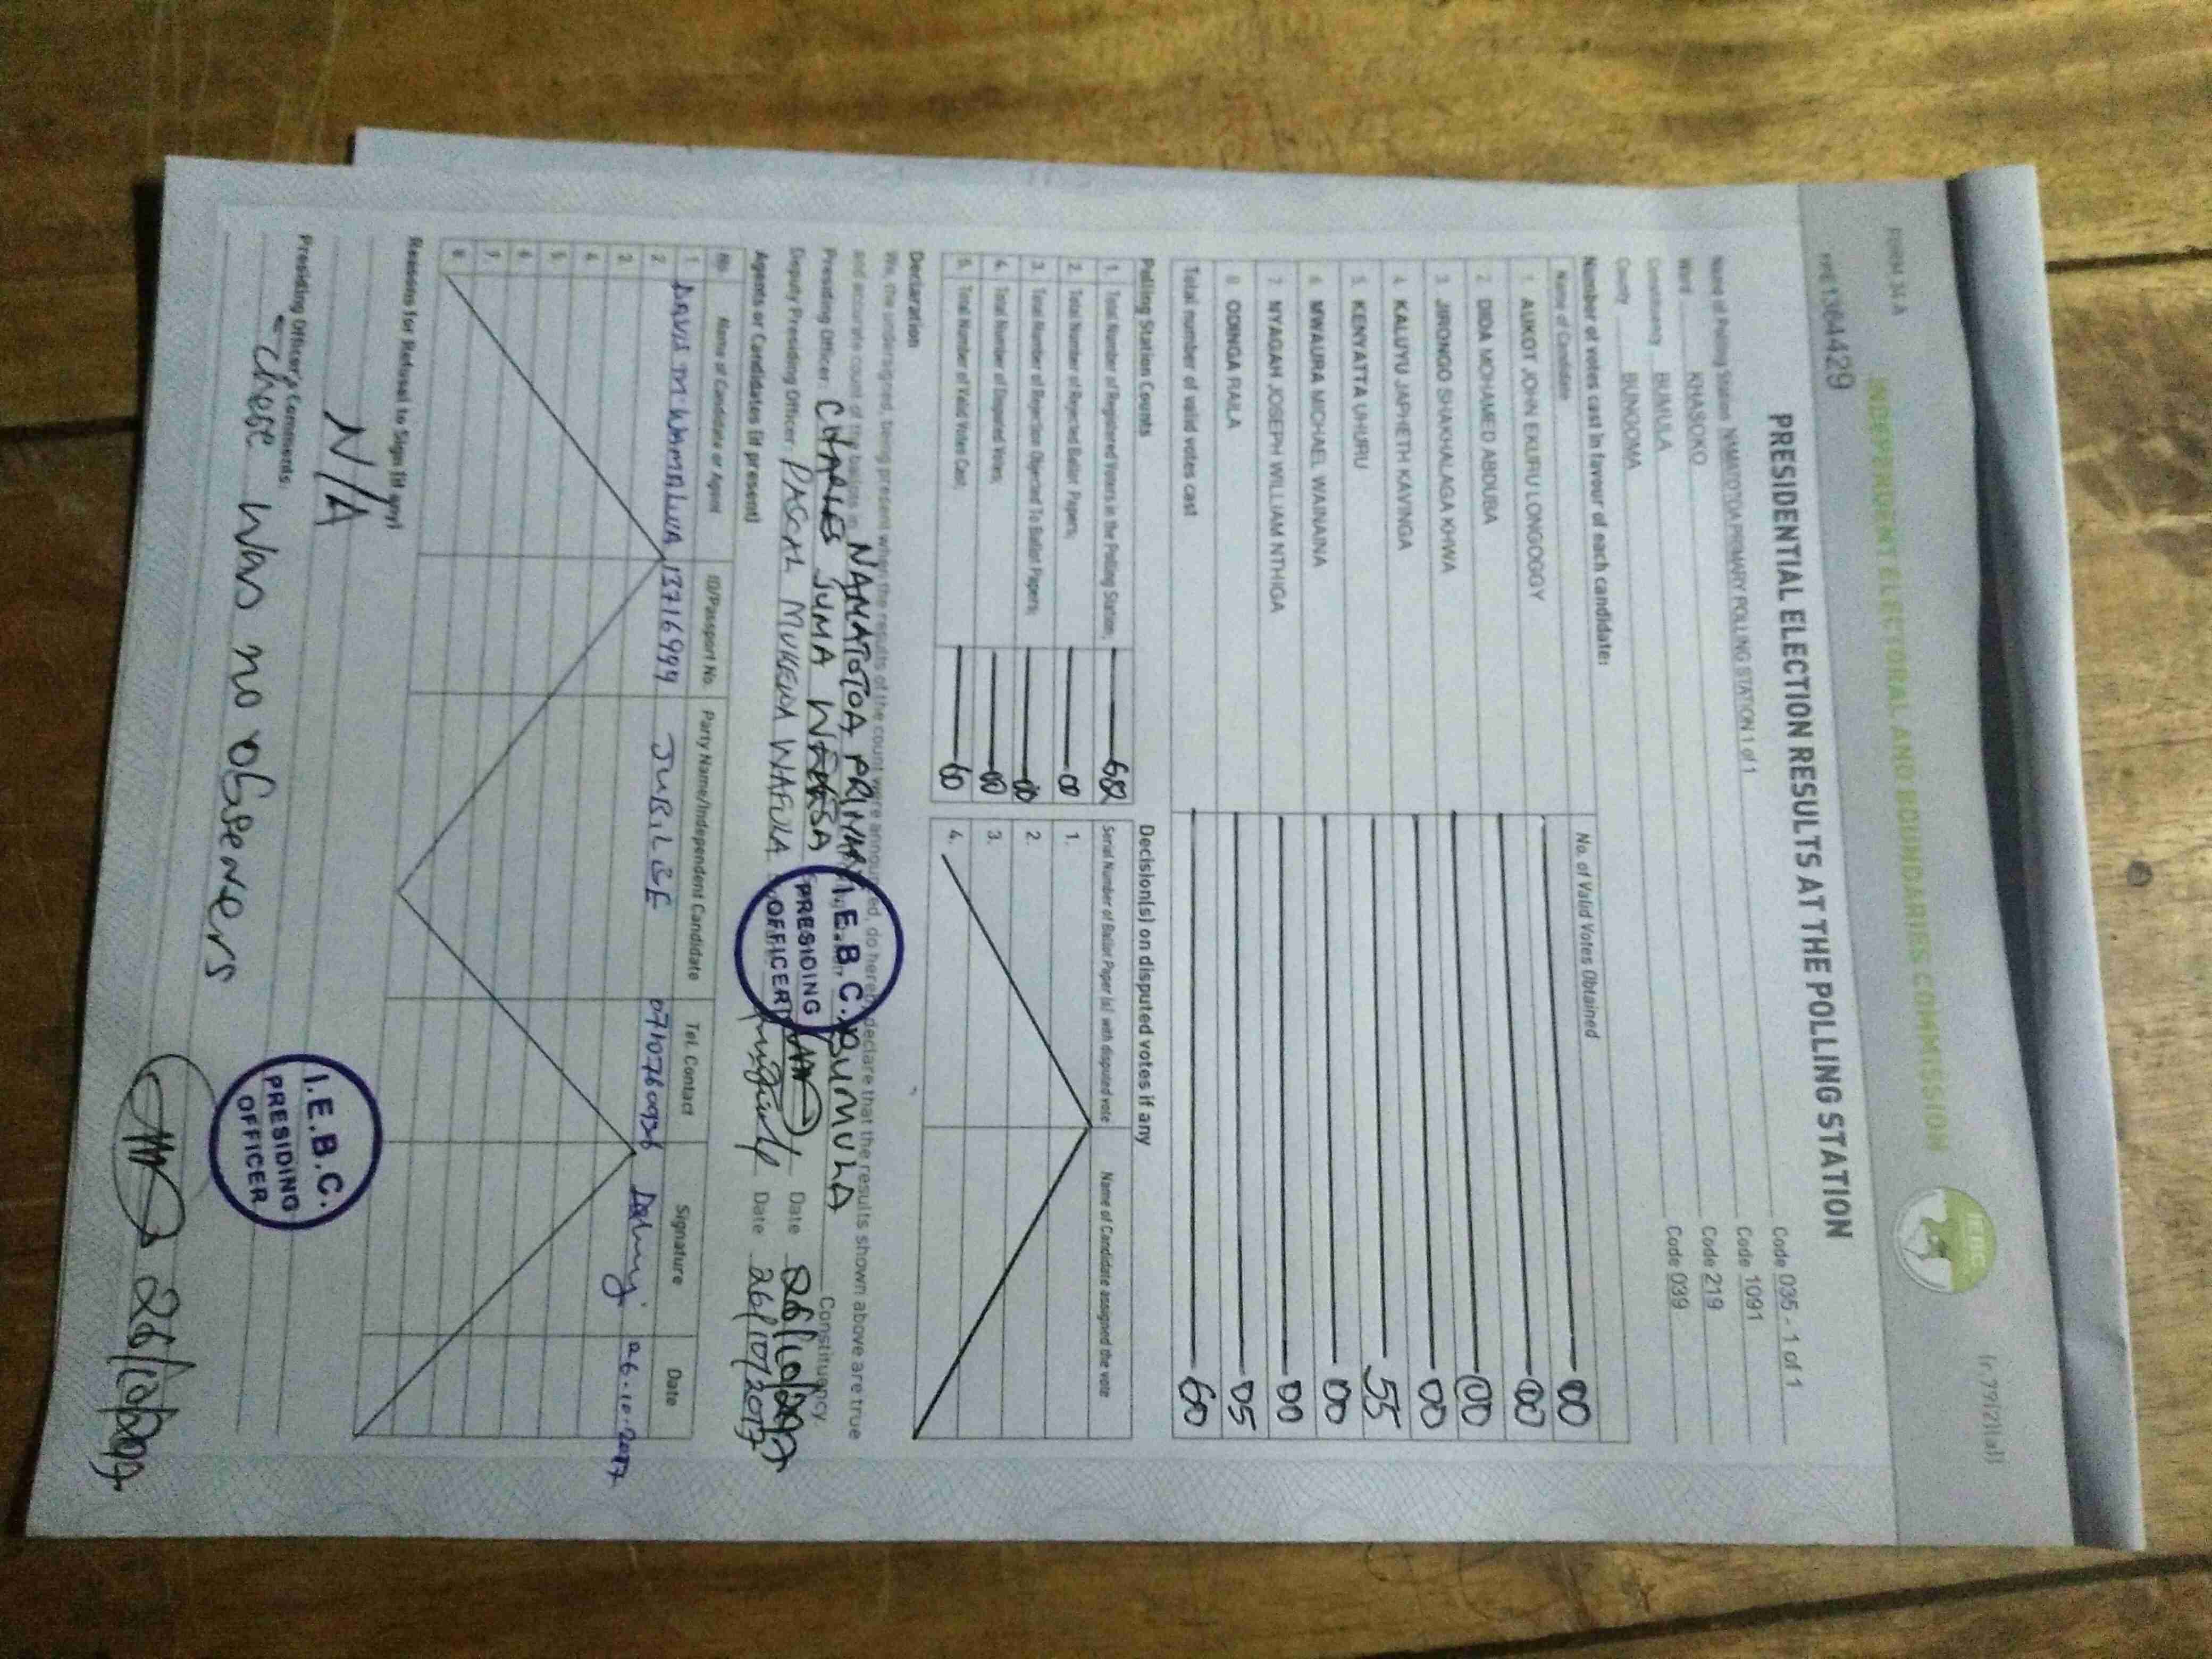 FORM 34 A
(r.79(2)(a))
INDEPENDENT ELECTORAL AND BOUNDARIES COMMISSION
IEBC
PRESIDENTIAL ELECTION RESULTS AT THE POLLING STATION
Name of Polling Station NAMATOTOA PRIMARY POLLING STATION 1 of 1 Code 035 - 1 of 1
Ward KHASOKO Code 1091
Constituency BUMULA Code 219
County BUNGOMA Code 039
Number of votes cast in favour of each candidate:
Name of Candidate No. of Valid Votes Obtained
1 AUKOT JOHN EKURU LONGOGGY 00
2 DIDA MOHAMED ABDUBA 00
3 JIRONGO SHAKHALAGA KHWA 00
4 KALUYU JAPHETH KAVINGA 00
5 KENYATTA UHURU 55
6 MWAURA MICHAEL WAINAINA 00
7 NYAGAH JOSEPH WILLIAM NTHIGA 00
8 ODINGA RAILA 05
Total number of valid votes cast 60
Polling Station Counts
1. Total Number of Registered Voters in the Polling Station;
2. Total Number of Rejected Ballot Papers; 00
3. Total Number of Rejection Objected To Ballot Papers; 00
4. Total Number of Disputed Votes; 00
5. Total Number of Valid Votes Cast; 60
Decision(s) on disputed votes if any
Serial Number of Ballot Paper (s) with disputed vote Name of Candidate assigned the vote
1.
2.
3.
4.
Declaration
We, the undersigned, being present when the results of the count were announced, do hereby declare that the results shown above are true
and accurate count of the ballots in NAMATOTOA PRIMARY BUMULA Constituency
Presiding Officer: CHARLES JUMA Date 26/10/2017
Deputy Presiding Officer: PASCAL MUKEWA WAFULA Date 26/10/2017
I.E.B.C.
PRESIDING
OFFICER
Agents or Candidates (if present)
No. Name of Candidate or Agent ID/Passport No. Party Name/Independent Candidate Tel. Contact Signature Date
1. DAVIS M WAMALWA 13716999 JUBILEE 0710760926 26.10.2017
2.
3.
4.
5.
6.
7.
8.
Reasons for Refusal to Sign (if any)
N/A
Presiding Officer's Comments:
There was no observers
I.E.B.C.
PRESIDING
OFFICER
26/10/2017